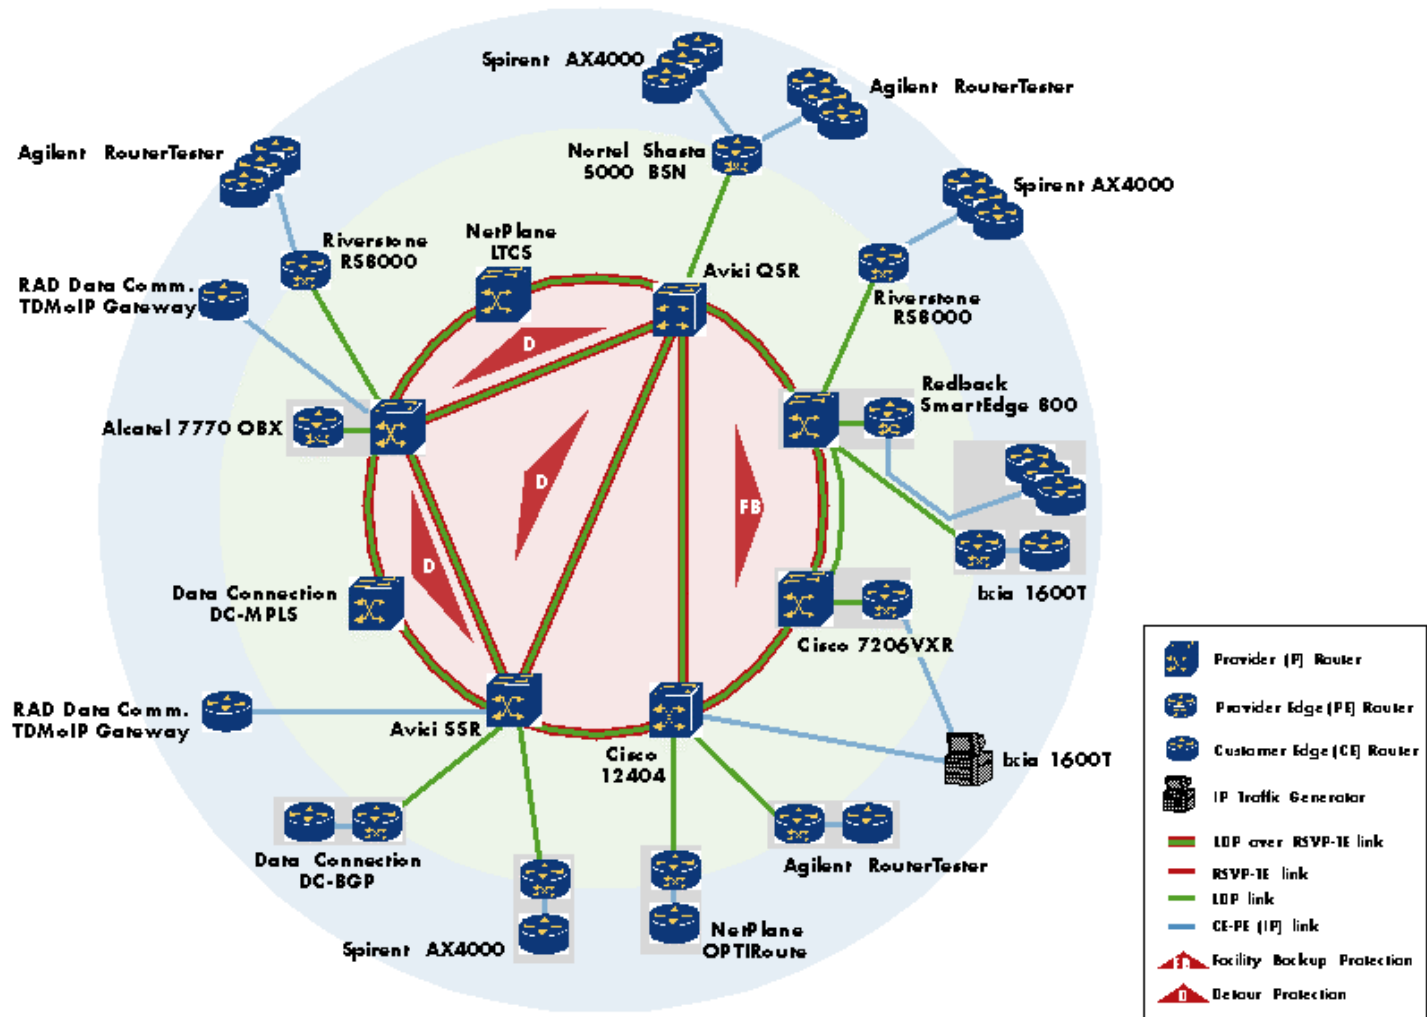 Spirent AX4000
Agilent RouterTester
Nortel Shasta
5000 BSN
Agilent RouterTester
Spirent AX4000
NetPlane
LTCS
Riverstone
RS8000
Avici QSR
RAD Data Comm.
TDMoIP Gateway
Riverstone
RS8000
D
Redback
SmartEdge 800
Alcatel 7770 OBX
D
FB
D
Data Connection
DC-MPLS
Ixia 1600T
Cisco 7206VXR
RAD Data Comm.
TDMoIP Gateway
Avici SSR
Cisco
12404
Ixia 1600T
Data Connection
DC-BGP
Agilent RouterTester
Spirent AX4000
NetPlane
OPTIRoute
Provider (P) Router
Provider Edge (PE) Router
Customer Edge (CE) Router
IP Traffic Generator
LDP over RSVP-TE link
RSVP-TE link
LDP link
CE-PE (IP) link
FB Facility Backup Protection
D Detour Protection